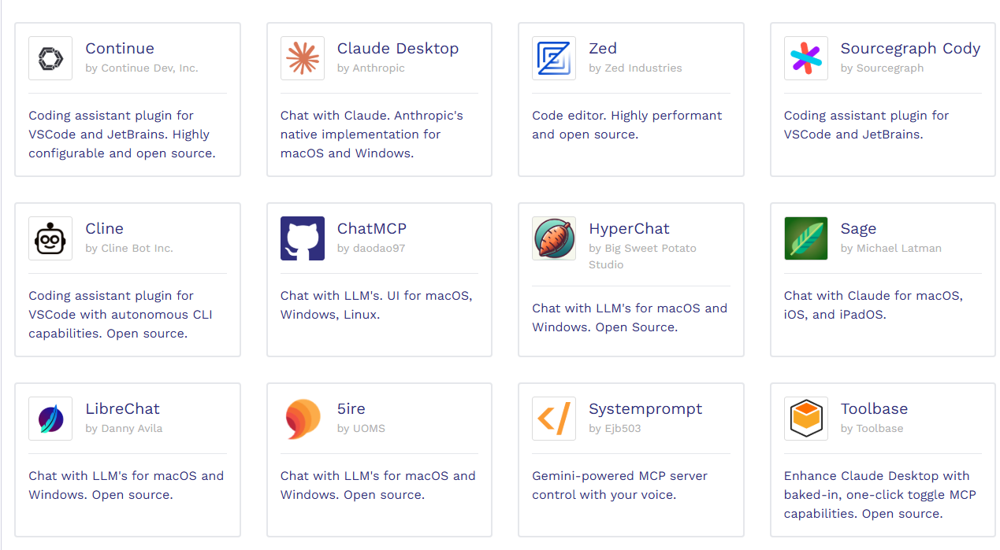 Continue
by Continue Dev, Inc.
Coding assistant plugin for
VSCode and JetBrains. Highly
configurable and open source.
Claude Desktop
by Anthropic
Chat with Claude. Anthropic's
native implementation for
macOS and Windows.
Zed
by Zed Industries
Code editor. Highly performant
and open source.
Sourcegraph Cody
by Sourcegraph
Coding assistant plugin for
VSCode and JetBrains.
Cline
by Cline Bot Inc.
Coding assistant plugin for
VSCode with autonomous CLI
capabilities. Open source.
ChatMCP
by daodao97
Chat with LLM's. UI for macOS,
Windows, Linux.
HyperChat
by Big Sweet Potato
Studio
Chat with LLM's for macOS and
Windows. Open Source.
Sage
by Michael Latman
Chat with Claude for macOS,
iOS, and iPadOS.
LibreChat
by Danny Avila
Chat with LLM's for macOS and
Windows. Open source.
5ire
by UOMS
Chat with LLM's for macOS and
Windows. Open source.
Systemprompt
by Ejb503
Gemini-powered MCP server
control with your voice.
Toolbase
by Toolbase
Enhance Claude Desktop with
baked-in, one-click toggle MCP
capabilities. Open source.